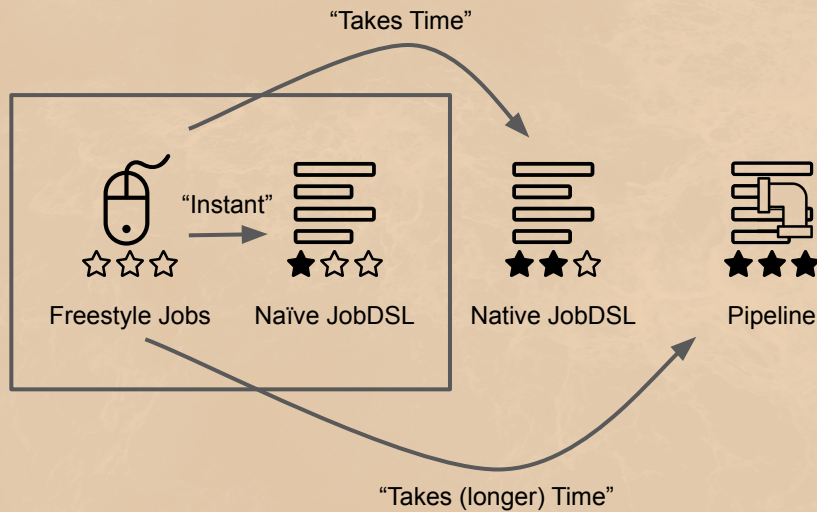 “Takes Time”
“Instant”
Freestyle Jobs
Naïve JobDSL
Native JobDSL
Pipeline
“Takes (longer) Time”